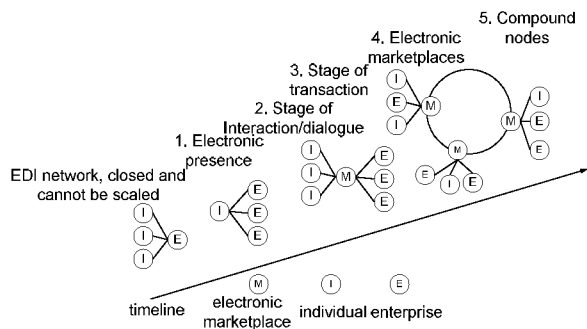 5. Compound
nodes
4. Electronic
marketplaces
3. Stage of
transaction
2. Stage of
Interaction/dialogue
1. Electronic
presence
EDI network, closed and
cannot be scaled
I
E
I
M
I
M
E
E
M
E
I
E
I
I
I
M
E
E
E
I
E
E
E
I
I
I
E
M
I
E
timeline
electronic
marketplace
individual enterprise